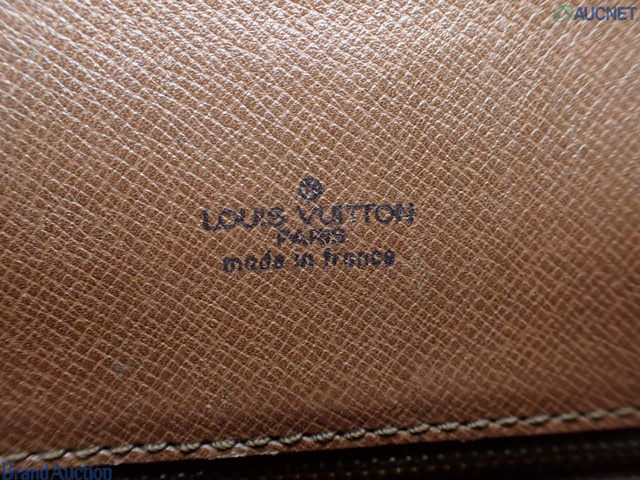 AUCNET
LOUIS VUITTON
PARIS
made in france
Brand Auction